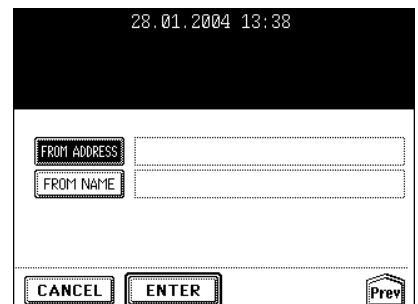 28.01.2004 13:38
FROM ADDRESS
FROM NAME
CANCEL ENTER Prev